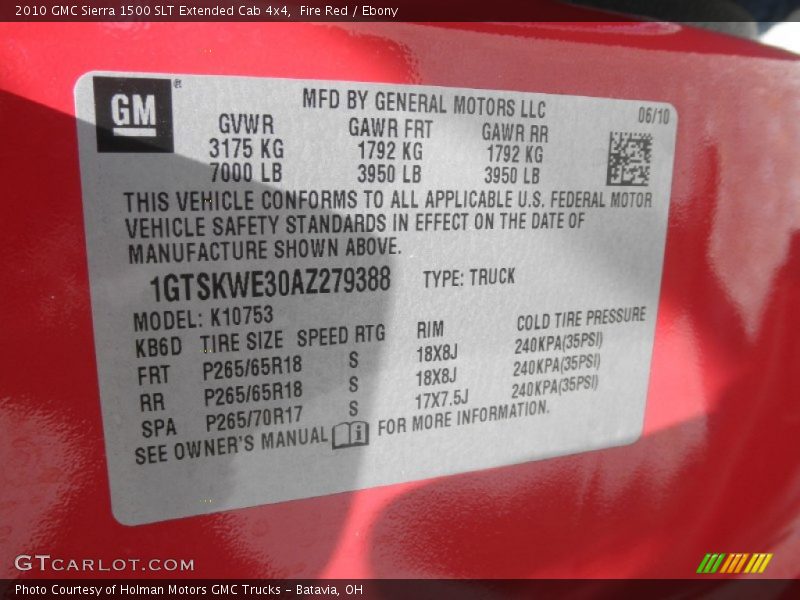 2010 GMC Sierra 1500 SLT Extended Cab 4x4, Fire Red / Ebony
GM ®
MFD BY GENERAL MOTORS LLC
06/10
GVWR GAWR FRT GAWR RR
3175 KG 1792 KG 1792 KG
7000 LB 3950 LB 3950 LB
THIS VEHICLE CONFORMS TO ALL APPLICABLE U.S. FEDERAL MOTOR
VEHICLE SAFETY STANDARDS IN EFFECT ON THE DATE OF
MANUFACTURE SHOWN ABOVE.
1GTSKWE30AZ279388 TYPE: TRUCK
MODEL: K10753
KB6D TIRE SIZE SPEED RTG RIM COLD TIRE PRESSURE
FRT P265/65R18 S 18X8J 240KPA(35PSI)
RR P265/65R18 S 18X8J 240KPA(35PSI)
SPA P265/70R17 S 17X7.5J 240KPA(35PSI)
SEE OWNER'S MANUAL i FOR MORE INFORMATION.
GTCARLOT.COM
Photo Courtesy of Holman Motors GMC Trucks – Batavia, OH